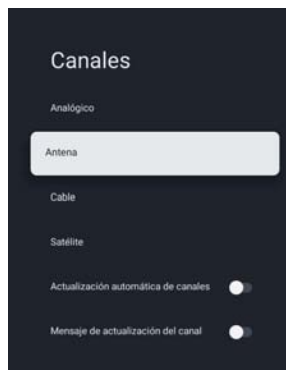 Canales
Analógico
Antena
Cable
Satélite
Actualización automática de canales
Mensaje de actualización del canal